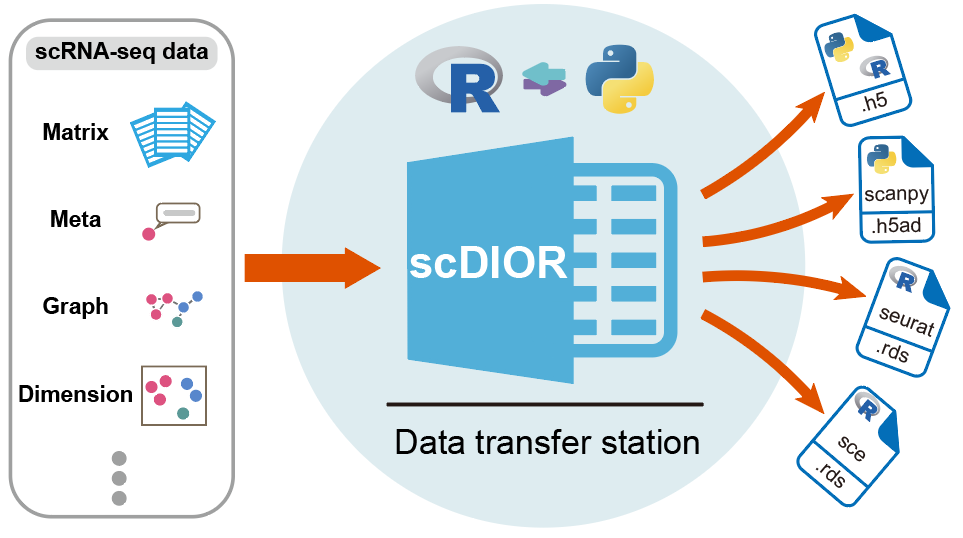 scRNA-seq data
Matrix
Meta
Graph
Dimension
R
scDIOR
Data transfer station
R
.h5
scanpy
.h5ad
R
seurat
.rds
R
sce
.rds